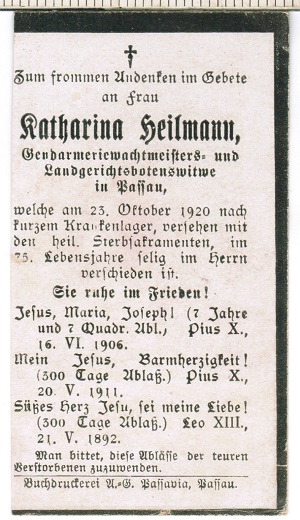 Zum frommen Andenken im Gebete
an Frau
Katharina Heilmann,
Gendarmeriewachtmeisters- und
Landgerichtsbotenswitwe
in Passau,
welche am 23. Oktober 1920 nach
kurzem Krankenlager, versehen mit
den heil. Sterbsakramenten, im
75. Lebensjahre selig im Herrn
verschieden ist.
Sie ruhe im Frieden!
Jesus, Maria, Joseph! (7 Jahre
und 7 Quadr. Abl., Pius X.,
16. VI. 1906.
Mein Jesus, Barmherzigkeit!
(300 Tage Ablaß.) Pius X.,
20. V. 1911.
Süßes Herz Jesu, sei meine Liebe!
(300 Tage Ablaß.) Leo XIII.,
21. V. 1892.
Man bittet, diese Ablässe der teuren
Verstorbenen zuzuwenden.
Buchdruckerei A.-G. Passavia, Passau.